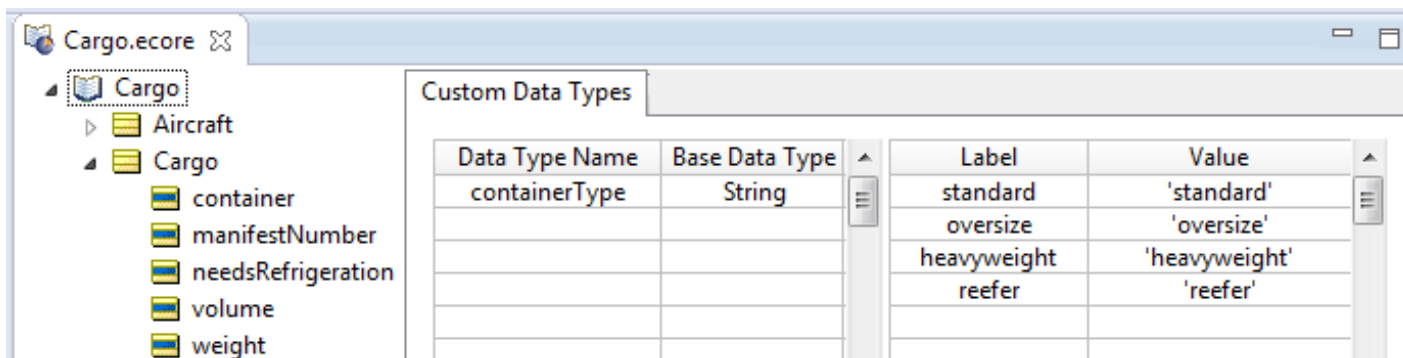 Cargo.ecore
Cargo
Aircraft
Cargo
container
manifestNumber
needsRefrigeration
volume
weight
Custom Data Types
Data Type Name Base Data Type
containerType String
Label Value
standard 'standard'
oversize 'oversize'
heavyweight 'heavyweight'
reefer 'reefer'